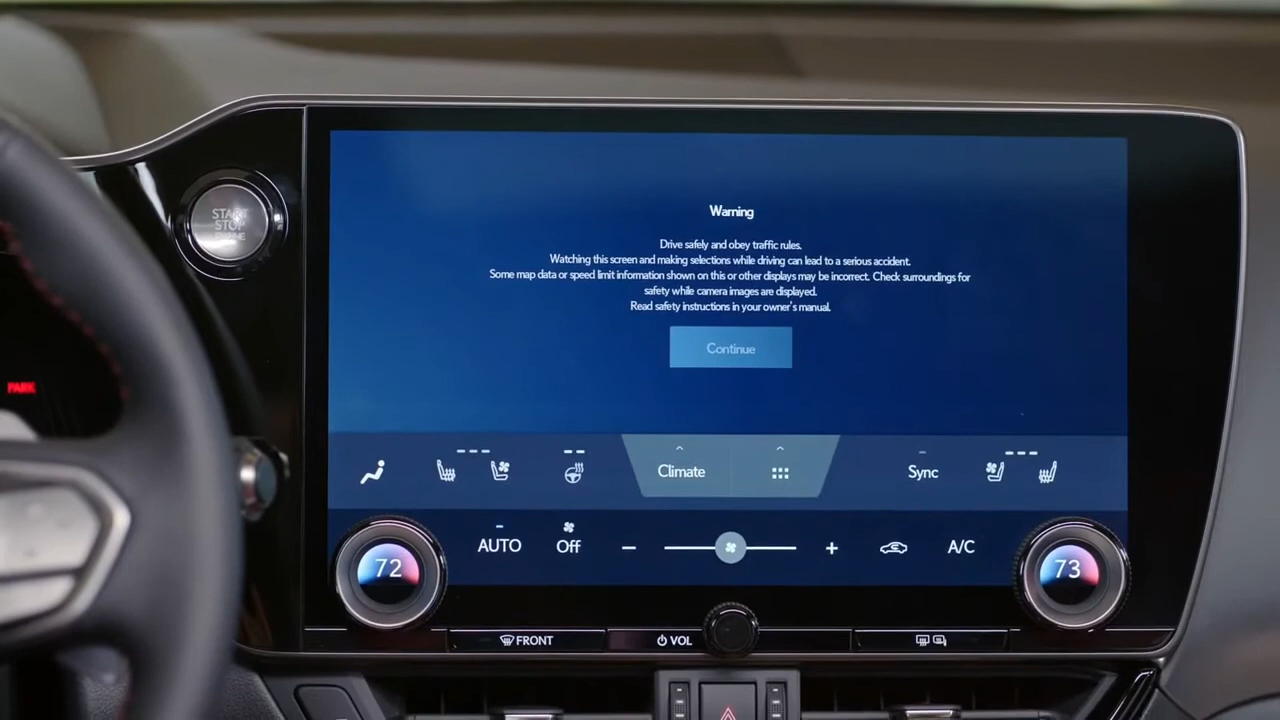 START
STOP
ENGINE
Warning
Drive safely and obey traffic rules.
Watching this screen and making selections while driving can lead to a serious accident.
Some map data or speed limit information shown on this or other displays may be incorrect. Check surroundings for
safety while camera images are displayed.
Read safety instructions in your owner's manual.
Continue
PARK
Climate
Sync
AUTO
Off
A/C
72
73
FRONT
VOL